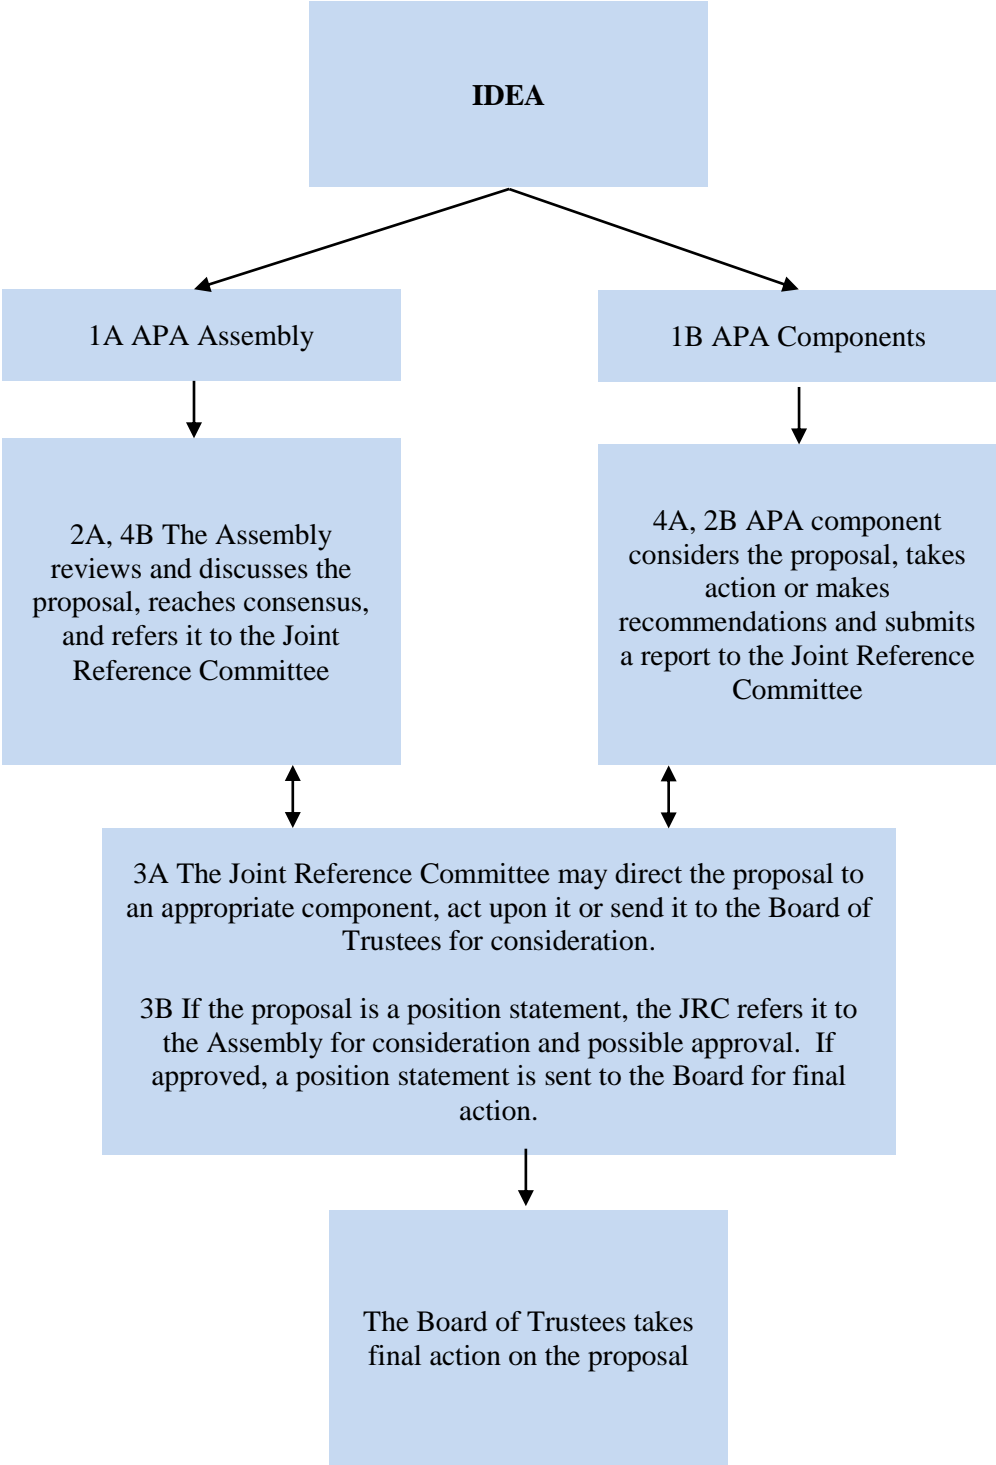 IDEA
1A APA Assembly
1B APA Components
2A, 4B The Assembly
reviews and discusses the
proposal, reaches consensus,
and refers it to the Joint
Reference Committee
4A, 2B APA component
considers the proposal, takes
action or makes
recommendations and submits
a report to the Joint Reference
Committee
3A The Joint Reference Committee may direct the proposal to
an appropriate component, act upon it or send it to the Board of
Trustees for consideration.
3B If the proposal is a position statement, the JRC refers it to
the Assembly for consideration and possible approval.  If
approved, a position statement is sent to the Board for final
action.
The Board of Trustees takes
final action on the proposal